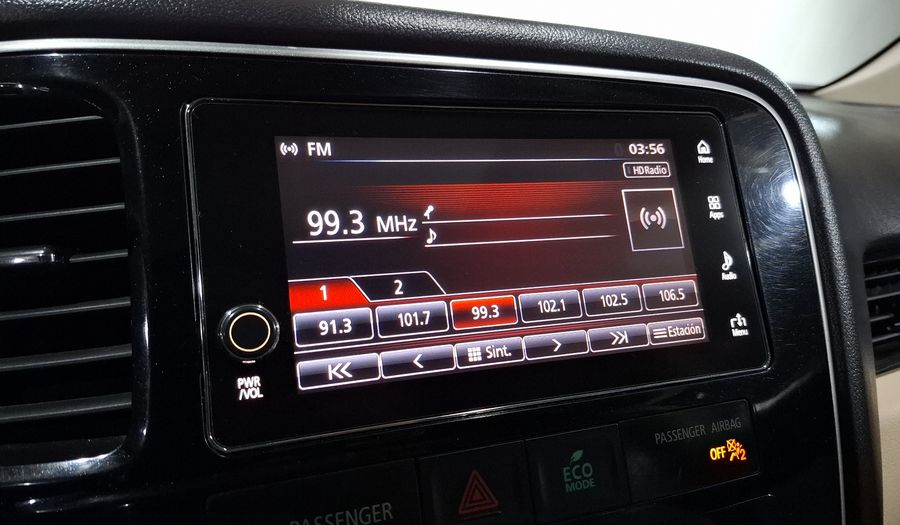 FM
03:56
HD Radio
99.3 MHz
1
2
91.3
101.7
99.3
102.1
102.5
106.5
Sint.
Estación
Home
Apps
Audio
Menu
PWR
/VOL
PASSENGER AIRBAG
OFF 2
ECO
MODE
PASSENGER